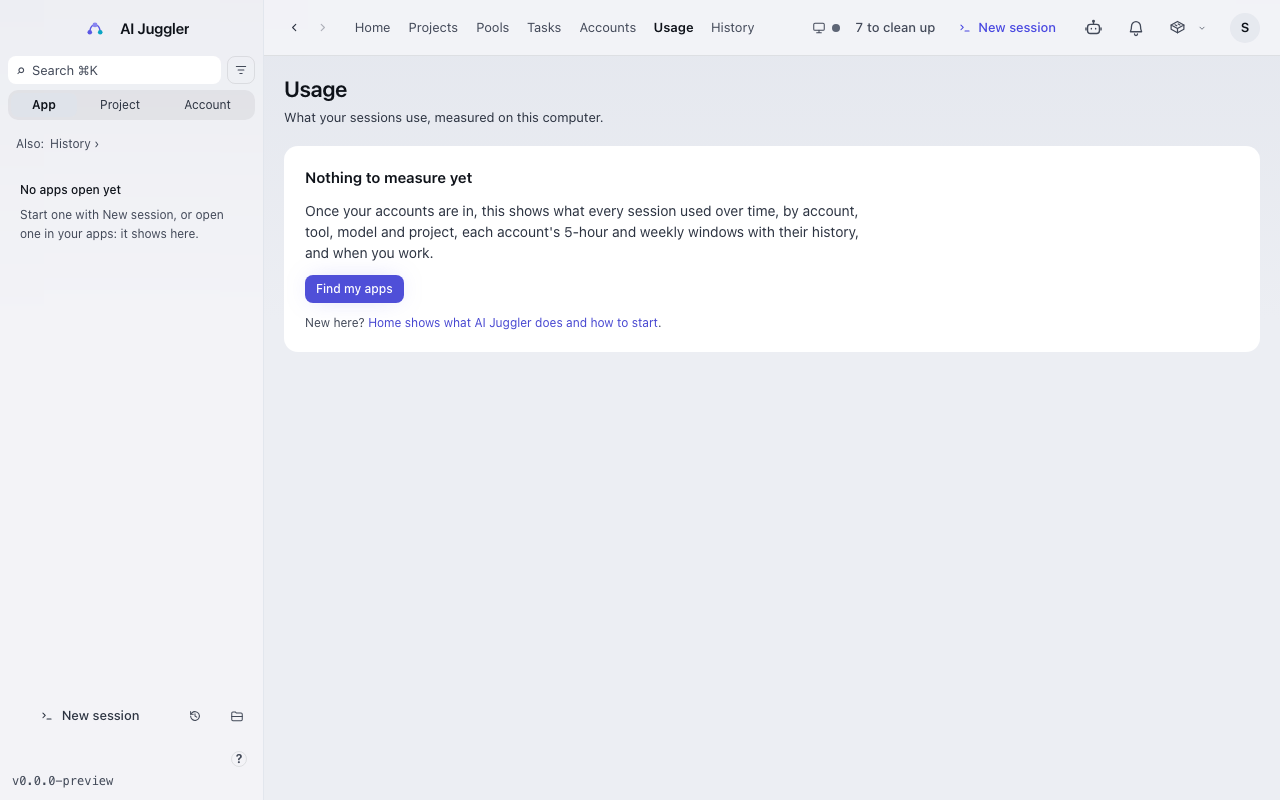 AI Juggler
Search ⌘K
App Project Account
Also: History ›
No apps open yet
Start one with New session, or open
one in your apps: it shows here.
New session
?
v0.0.0-preview
Home Projects Pools Tasks Accounts Usage History
7 to clean up
New session
S
Usage
What your sessions use, measured on this computer.
Nothing to measure yet
Once your accounts are in, this shows what every session used over time, by account,
tool, model and project, each account's 5-hour and weekly windows with their history,
and when you work.
Find my apps
New here? Home shows what AI Juggler does and how to start.